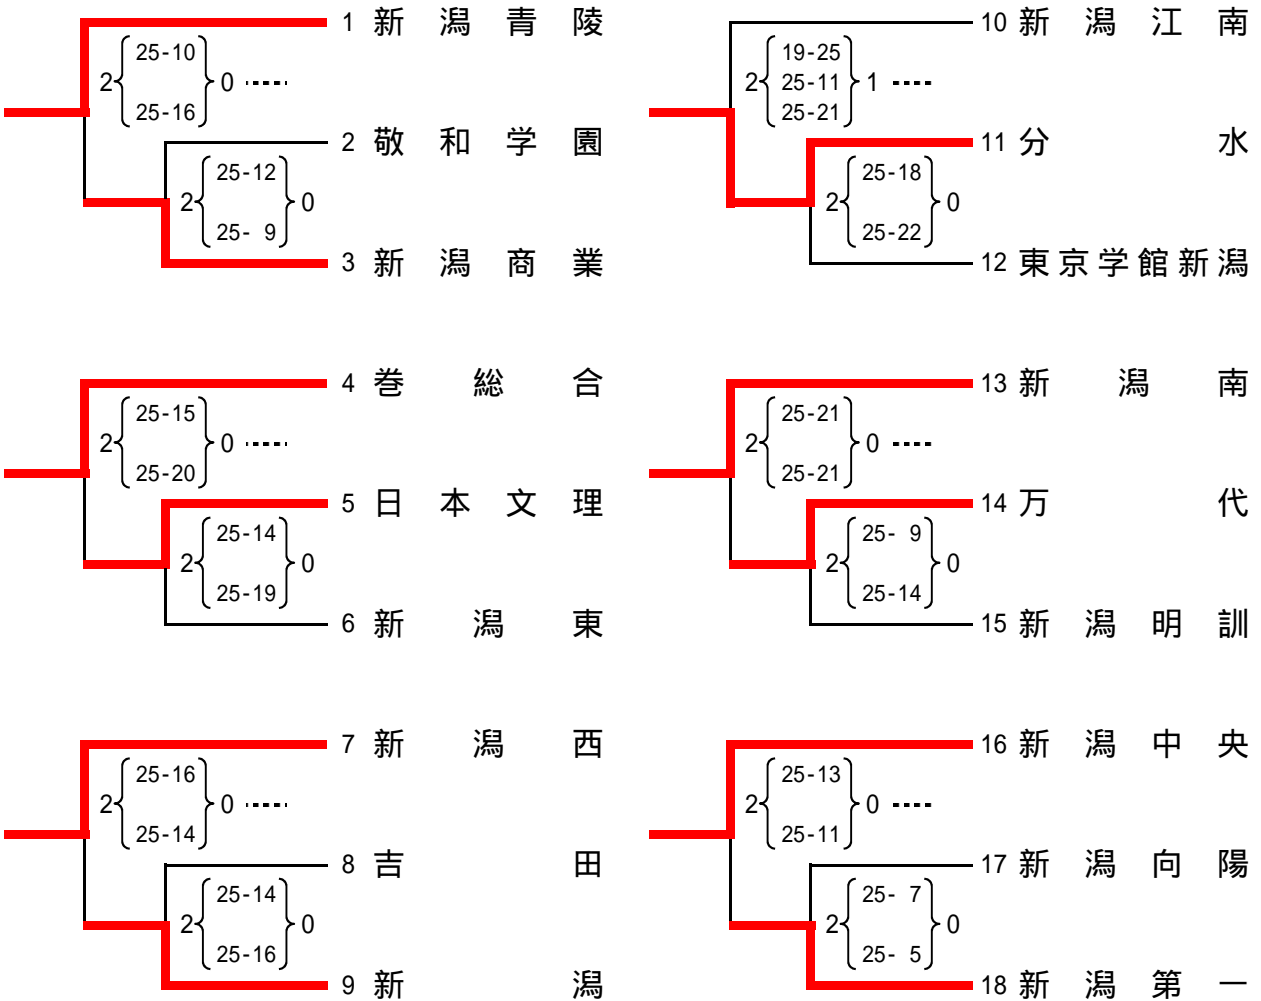 1 新潟青陵
25-10
2 0
25-16
2 敬和学園
25-12
2 0
25- 9
3 新潟商業
4 巻総合
25-15
2 0
25-20
5 日本文理
25-14
2 0
25-19
6 新潟東
7 新潟西
25-16
2 0
25-14
8 吉田
25-14
2 0
25-16
9 新潟
10 新潟江南
19-25
2 25-11 1
25-21
11 分水
25-18
2 0
25-22
12 東京学館新潟
13 新潟南
25-21
2 0
25-21
14 万代
25- 9
2 0
25-14
15 新潟明訓
16 新潟中央
25-13
2 0
25-11
17 新潟向陽
25- 7
2 0
25- 5
18 新潟第一